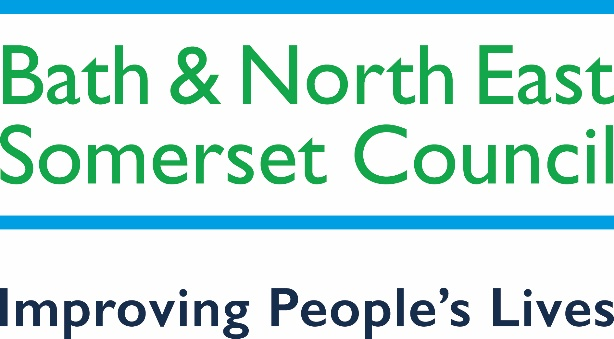 Bath & North East
Somerset Council
Improving People’s Lives